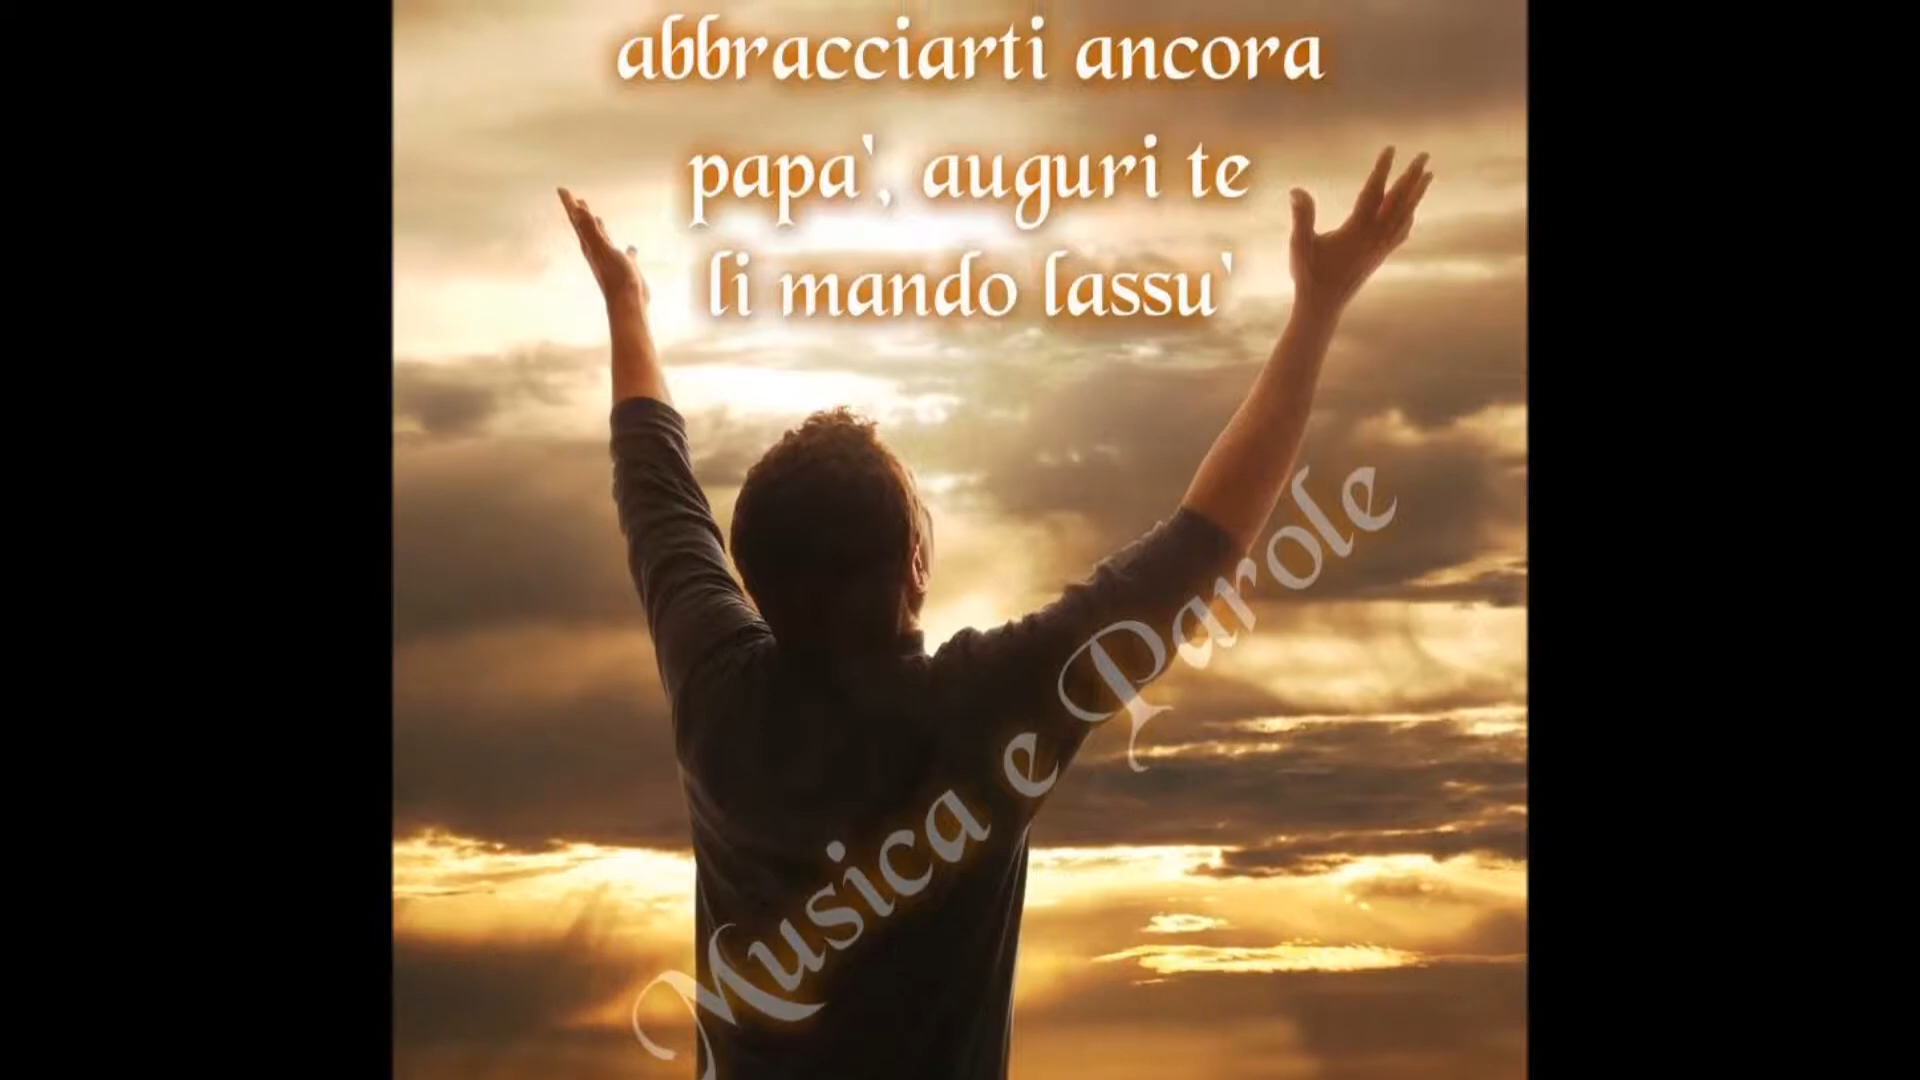 abbracciarti ancora
papa', auguri te
li mando lassu'
Musica e Parole